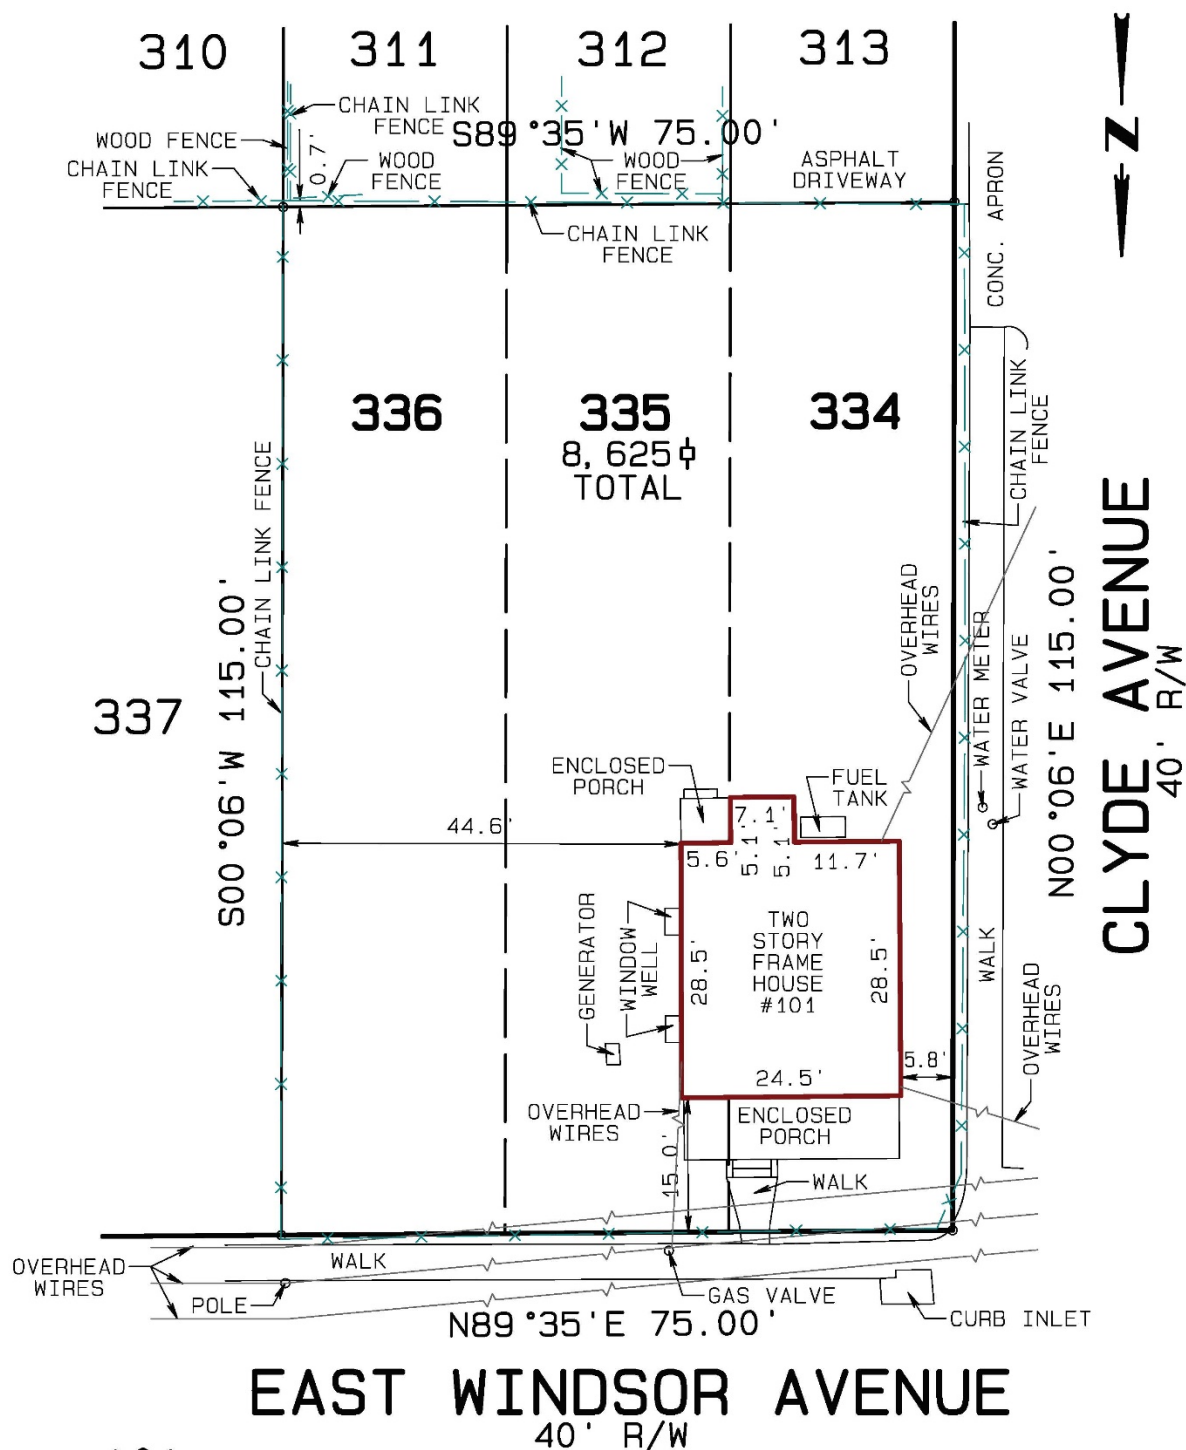 310
311
312
313
CHAIN LINK
FENCE
S89°35'W 75.00'
WOOD FENCE
CHAIN LINK
FENCE
0.7'
WOOD
FENCE
WOOD
FENCE
ASPHALT
DRIVEWAY
CHAIN LINK
FENCE
CONC. APRON
N
336
335
334
8,625
TOTAL
CHAIN LINK FENCE
S00°06'W 115.00'
337
CHAIN LINK
FENCE
OVERHEAD
WIRES
WATER METER
WATER VALVE
N00°06'E 115.00'
CLYDE AVENUE
40' R/W
ENCLOSED
PORCH
FUEL
TANK
44.6'
7.1'
5.6'
5.1'
5.1'
11.7'
GENERATOR
WINDOW
WELL
28.5'
TWO
STORY
FRAME
HOUSE
#101
28.5'
WALK
OVERHEAD
WIRES
24.5'
5.8'
OVERHEAD
WIRES
ENCLOSED
PORCH
15.0'
WALK
OVERHEAD
WIRES
WALK
POLE
GAS VALVE
CURB INLET
N89°35'E 75.00'
EAST WINDSOR AVENUE
40' R/W